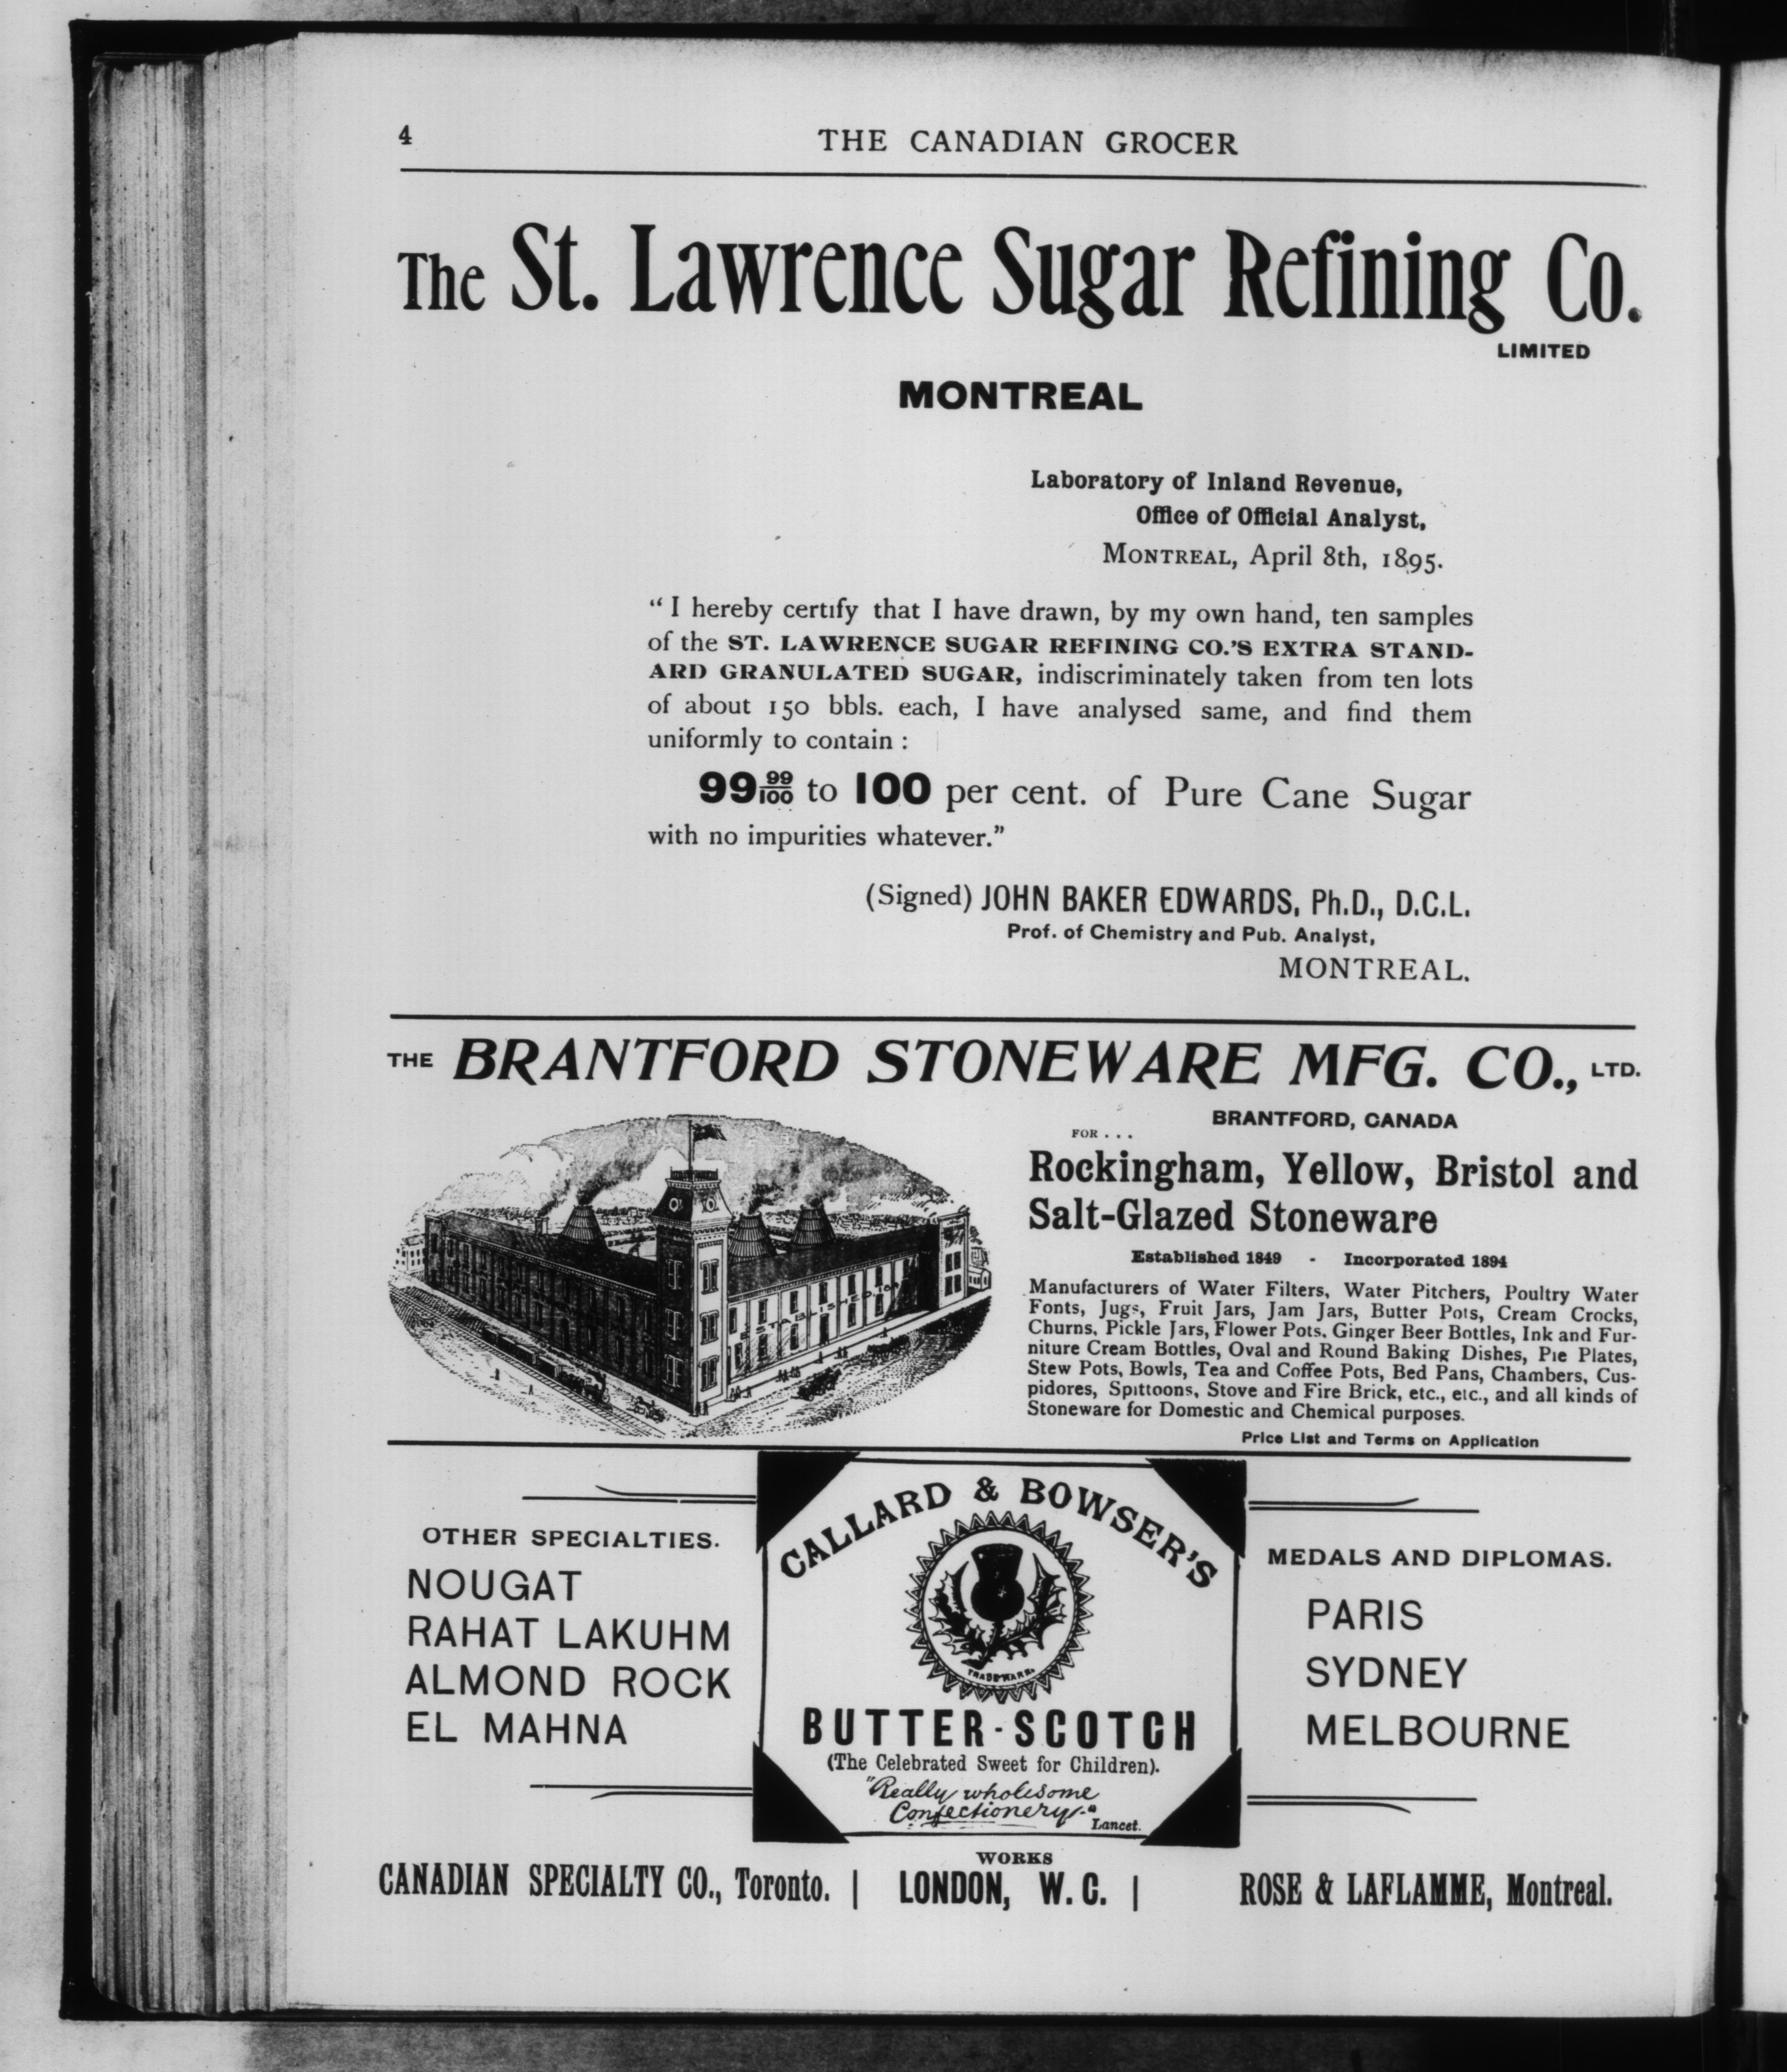 4
THE CANADIAN GROCER
The St. Lawrence Sugar Refining Co.
LIMITED
MONTREAL
Laboratory of Inland Revenue,
Office of Official Analyst,
MONTREAL, April 8th, 1895.
“ I hereby certify that I have drawn, by my own hand, ten samples
of the ST. LAWRENCE SUGAR REFINING CO.'S EXTRA STAND-
ARD GRANULATED SUGAR, indiscriminately taken from ten lots
of about 150 bbls. each, I have analysed same, and find them
uniformly to contain :
99 99/100 to 100 per cent. of Pure Cane Sugar
with no impurities whatever.”
(Signed) JOHN BAKER EDWARDS, Ph.D., D.C.L.
Prof. of Chemistry and Pub. Analyst,
MONTREAL.
THE BRANTFORD STONEWARE MFG. CO., LTD.
BRANTFORD, CANADA
FOR . . .
Rockingham, Yellow, Bristol and
Salt-Glazed Stoneware
Established 1849 - Incorporated 1894
Manufacturers of Water Filters, Water Pitchers, Poultry Water
Fonts, Jugs, Fruit Jars, Jam Jars, Butter Pots, Cream Crocks,
Churns, Pickle Jars, Flower Pots, Ginger Beer Bottles, Ink and Fur-
niture Cream Bottles, Oval and Round Baking Dishes, Pie Plates,
Stew Pots, Bowls, Tea and Coffee Pots, Bed Pans, Chambers, Cus-
pidores, Spittoons, Stove and Fire Brick, etc., etc., and all kinds of
Stoneware for Domestic and Chemical purposes.
Price List and Terms on Application
OTHER SPECIALTIES.
NOUGAT
RAHAT LAKUHM
ALMOND ROCK
EL MAHNA
CALLARD & BOWSER'S
TRADE MARK.
BUTTER-SCOTCH
(The Celebrated Sweet for Children).
"Really wholesome
Confectionery."
Lancet.
MEDALS AND DIPLOMAS.
PARIS
SYDNEY
MELBOURNE
WORKS
CANADIAN SPECIALTY CO., Toronto. | LONDON, W. C. | ROSE & LAFLAMME, Montreal.